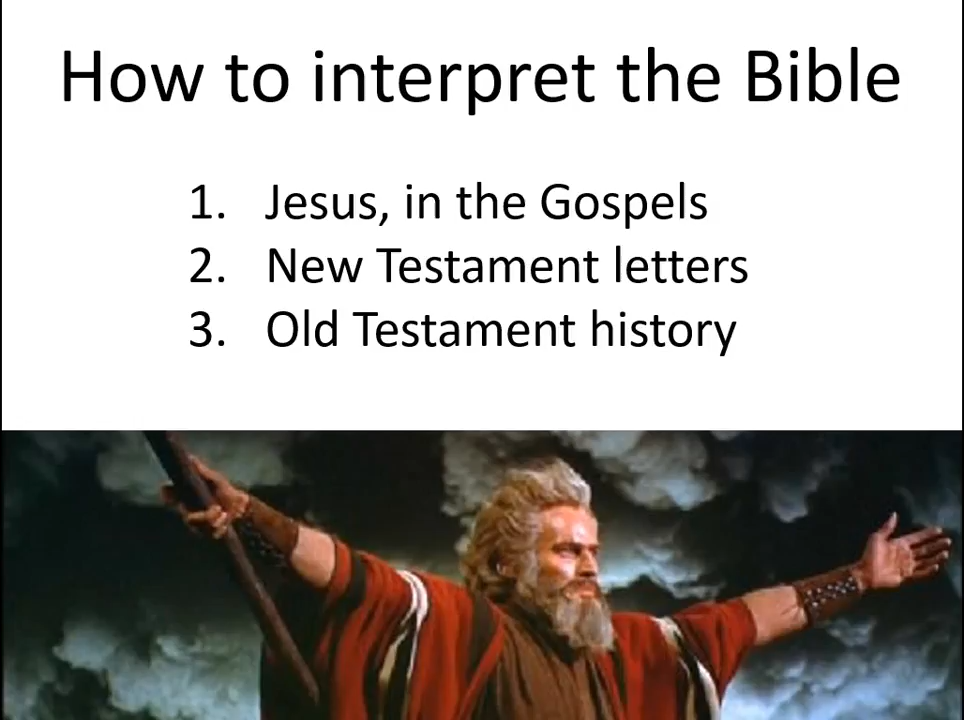 How to interpret the Bible
1. Jesus, in the Gospels
2. New Testament letters
3. Old Testament history